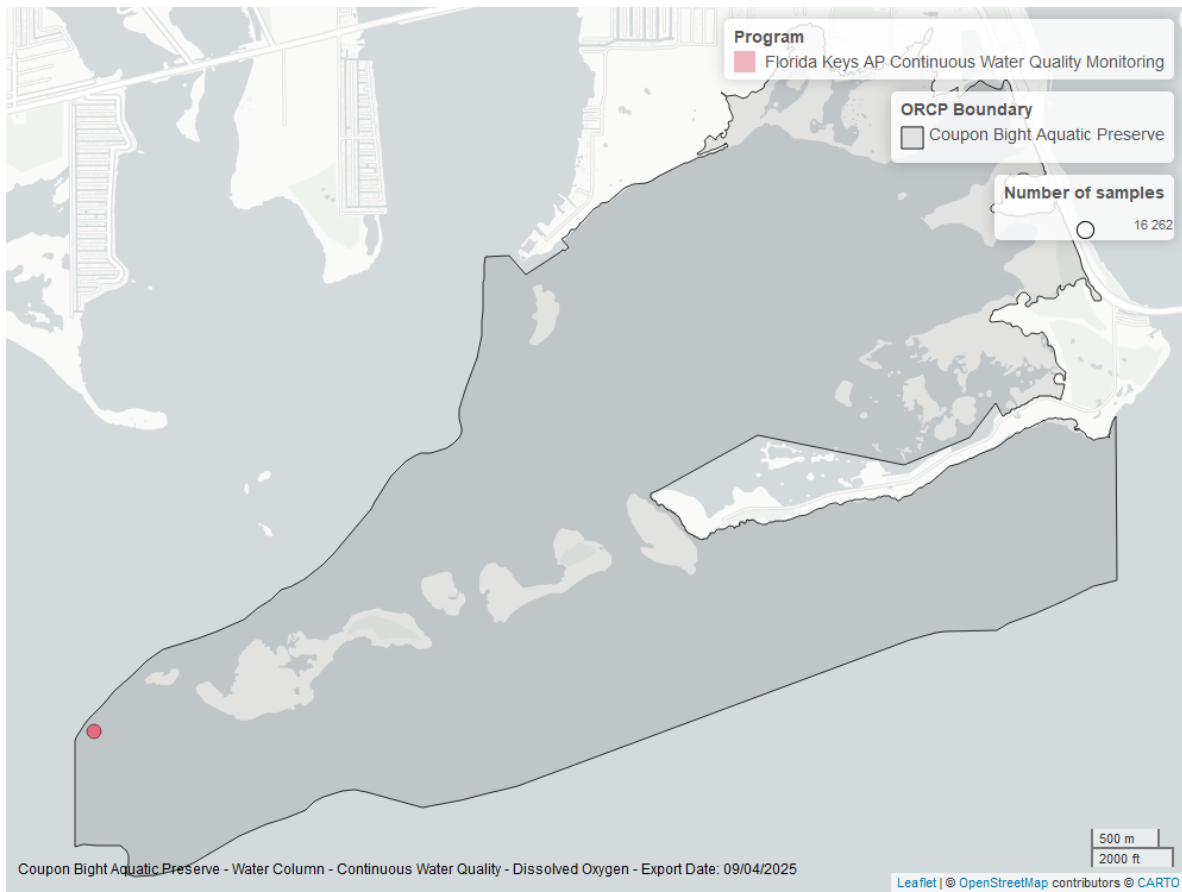 Program
Florida Keys AP Continuous Water Quality Monitoring
ORCP Boundary
Coupon Bight Aquatic Preserve
Number of samples
16 262
500 m
2000 ft
Coupon Bight Aquatic Preserve - Water Column - Continuous Water Quality - Dissolved Oxygen - Export Date: 09/04/2025
Leaflet | © OpenStreetMap contributors © CARTO